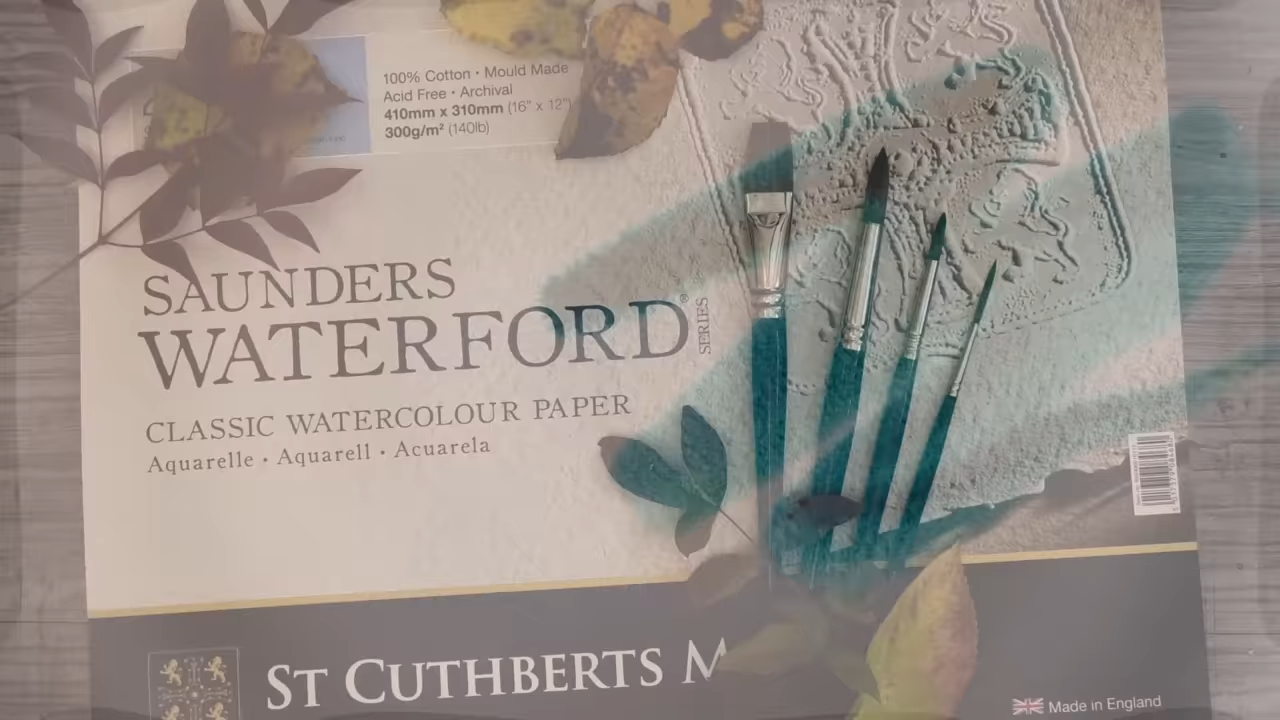 100% Cotton • Mould Made
Acid Free • Archival
410mm x 310mm (16" x 12")
300g/m² (140lb)
SAUNDERS
WATERFORD®
SERIES
CLASSIC WATERCOLOUR PAPER
Aquarelle • Aquarell • Acuarela
ST CUTHBERTS M
Made in England